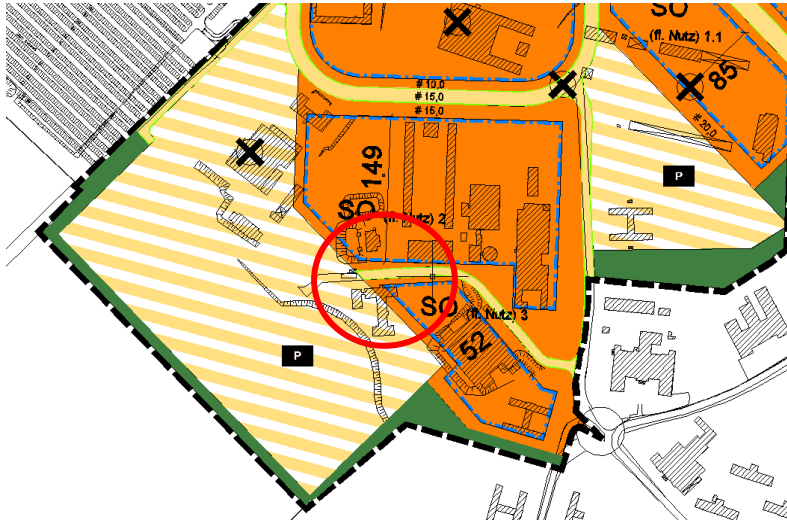 SO
(fl. Nutz) 1.1
85
# 10,0
# 15,0
# 15,0
# 20,0
149
P
SO (fl. Nutz) 2
SO (fl. Nutz) 3
52
P